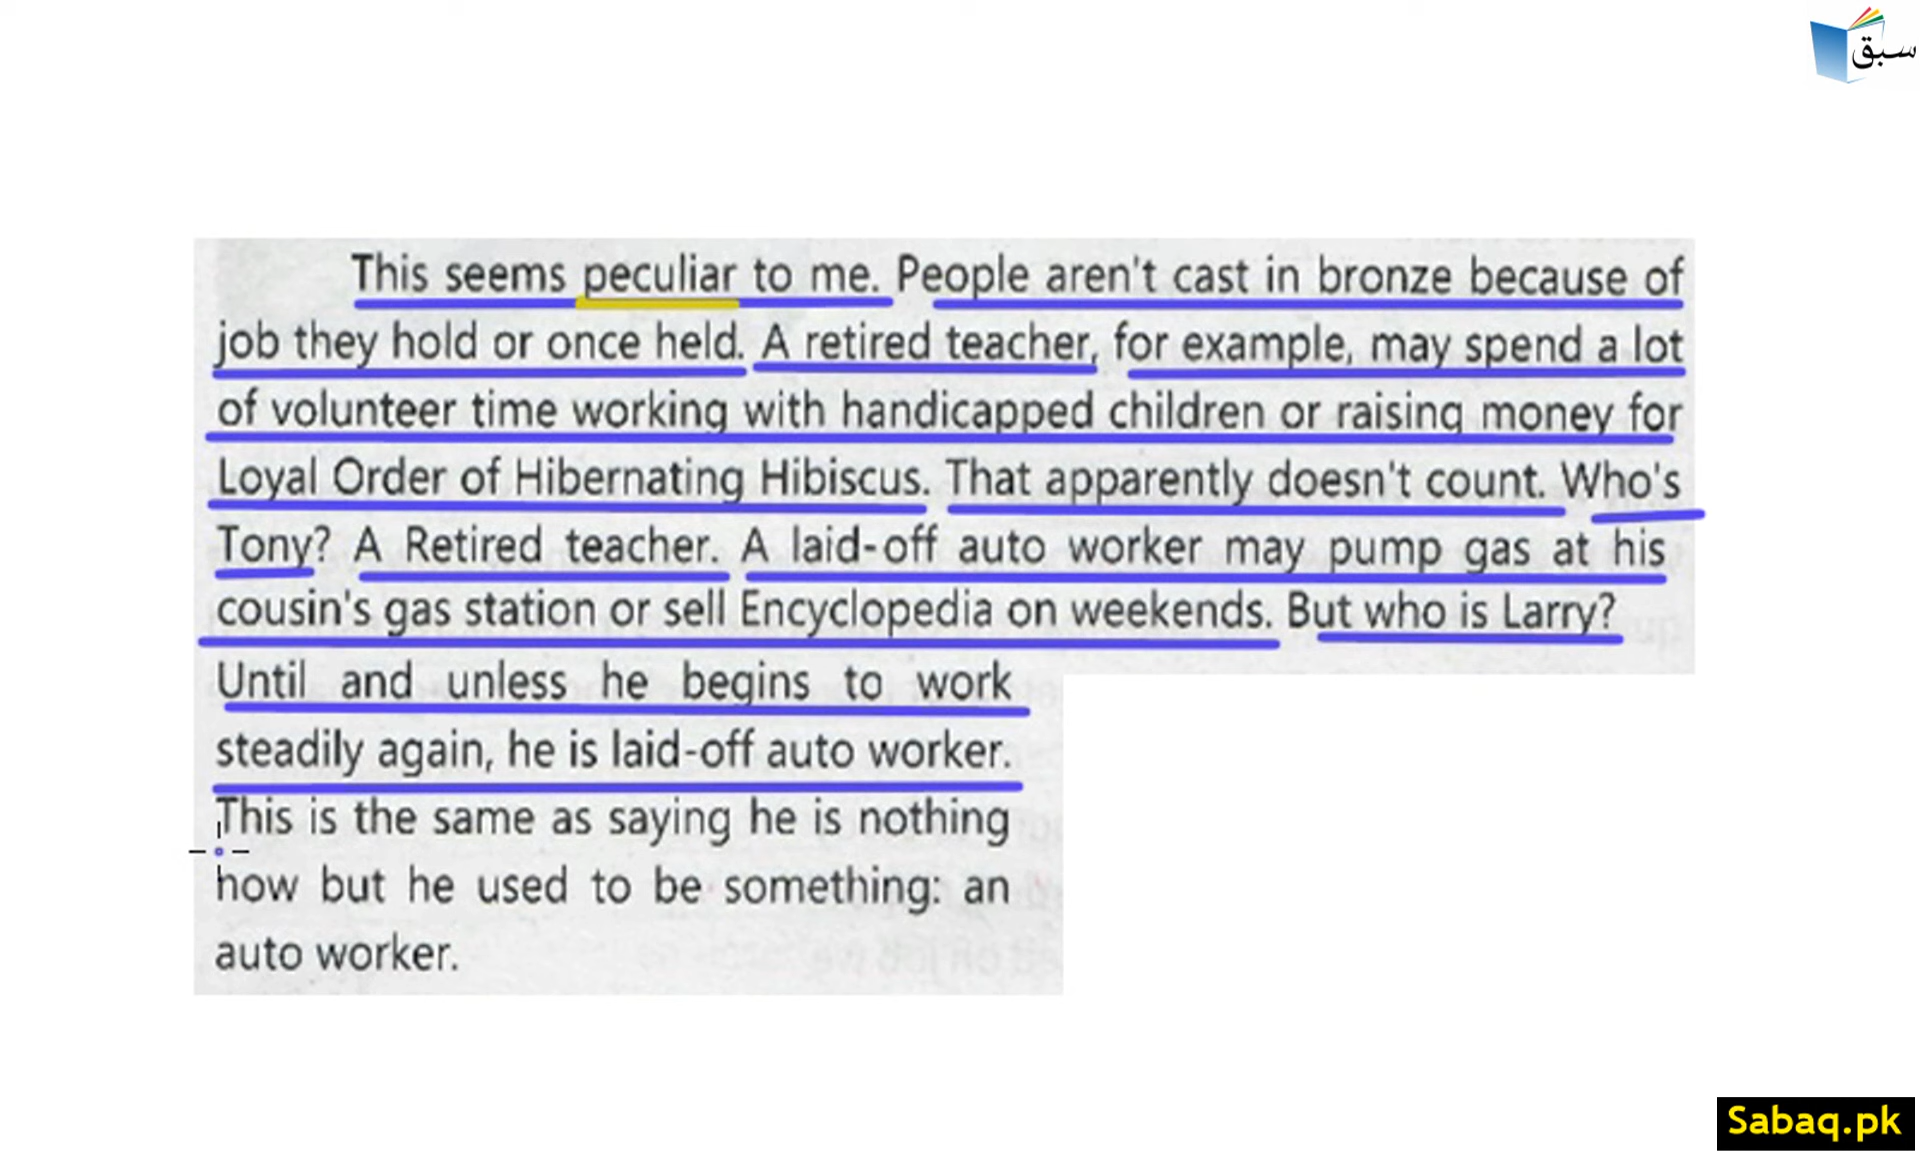 سبق
This seems peculiar to me. People aren't cast in bronze because of
job they hold or once held. A retired teacher, for example, may spend a lot
of volunteer time working with handicapped children or raising money for
Loyal Order of Hibernating Hibiscus. That apparently doesn't count. Who's
Tony? A Retired teacher. A laid-off auto worker may pump gas at his
cousin's gas station or sell Encyclopedia on weekends. But who is Larry?
Until and unless he begins to work
steadily again, he is laid-off auto worker.
This is the same as saying he is nothing
how but he used to be something: an
auto worker.
Sabaq.pk